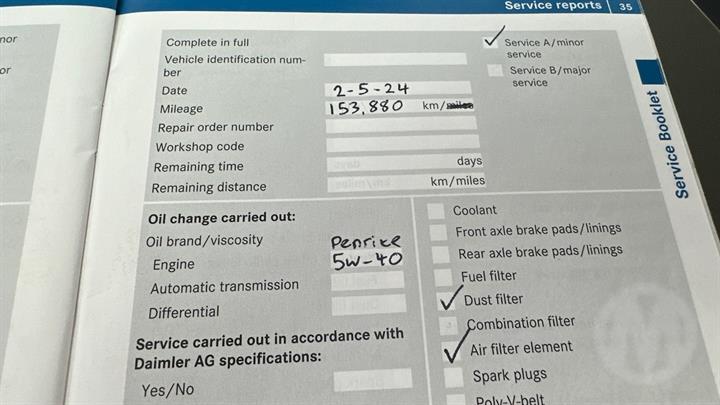 Service reports 35
nor
or
Complete in full
Vehicle identification num-
ber
Date 2-5-24
Mileage 153,880 km/miles
Repair order number
Workshop code
Remaining time days
Remaining distance km/miles
Service A/minor
service
Service B/major
service
Service Booklet
Oil change carried out:
Oil brand/viscosity Penrite
Engine 5W-40
Automatic transmission
Differential
Service carried out in accordance with
Daimler AG specifications:
Yes/No
Coolant
Front axle brake pads/linings
Rear axle brake pads/linings
Fuel filter
Dust filter
Combination filter
Air filter element
Spark plugs
Poly-V-belt